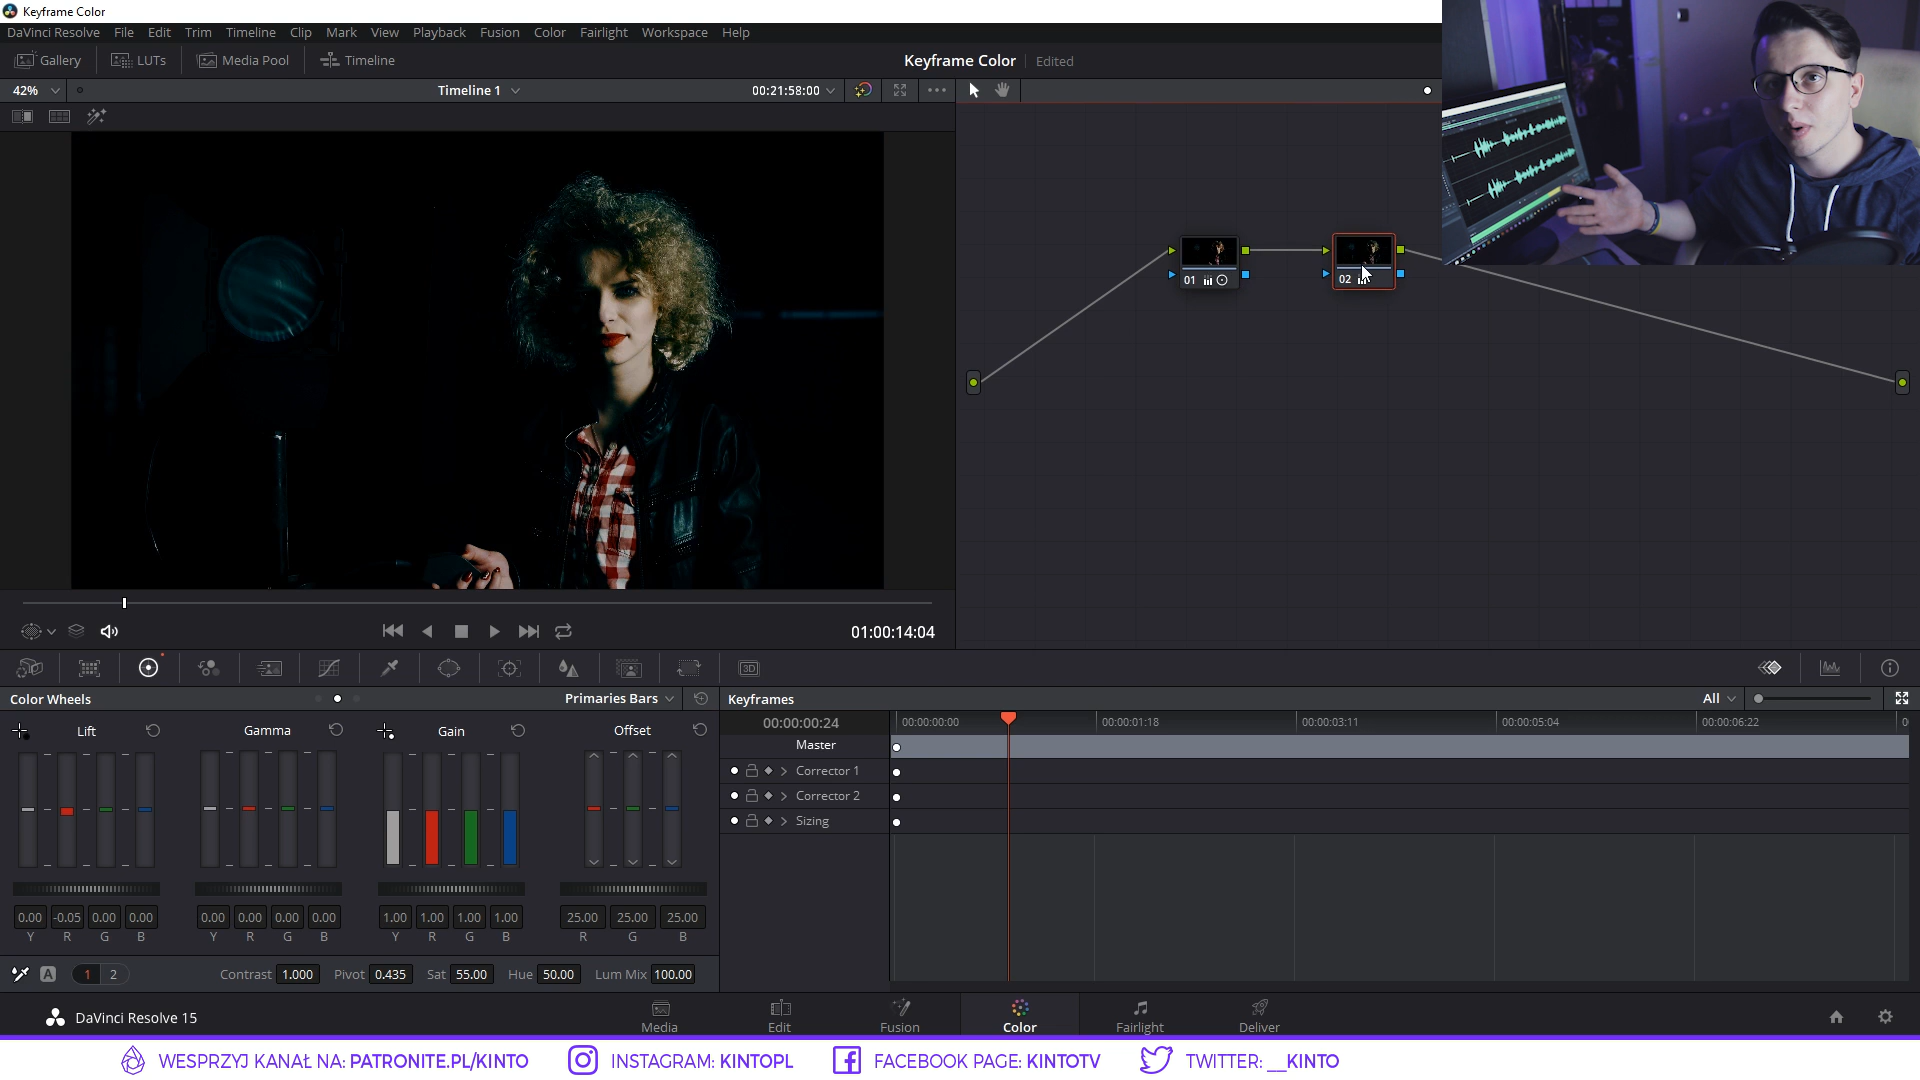 Keyframe Color
DaVinci Resolve File Edit Trim Timeline Clip Mark View Playback Fusion Color Fairlight Workspace Help
Gallery LUTs Media Pool Timeline Keyframe Color Edited
42% Timeline 1 00:21:58:00
01 02
01:00:14:04
3D
Color Wheels Primaries Bars Keyframes All
Lift Gamma Gain Offset
00:00:00:24 00:00:00:00 00:00:01:18 00:00:03:11 00:00:05:04 00:00:06:22
Master
Corrector 1
Corrector 2
Sizing
0.00 -0.05 0.00 0.00 0.00 0.00 0.00 0.00 1.00 1.00 1.00 1.00 25.00 25.00 25.00
Y R G B Y R G B Y R G B R G B
A 1 2 Contrast 1.000 Pivot 0.435 Sat 55.00 Hue 50.00 Lum Mix 100.00
DaVinci Resolve 15 Media Edit Fusion Color Fairlight Deliver
WESPRZYJ KANAŁ NA: PATRONITE.PL/KINTO INSTAGRAM: KINTOPL FACEBOOK PAGE: KINTOTV TWITTER: __KINTO